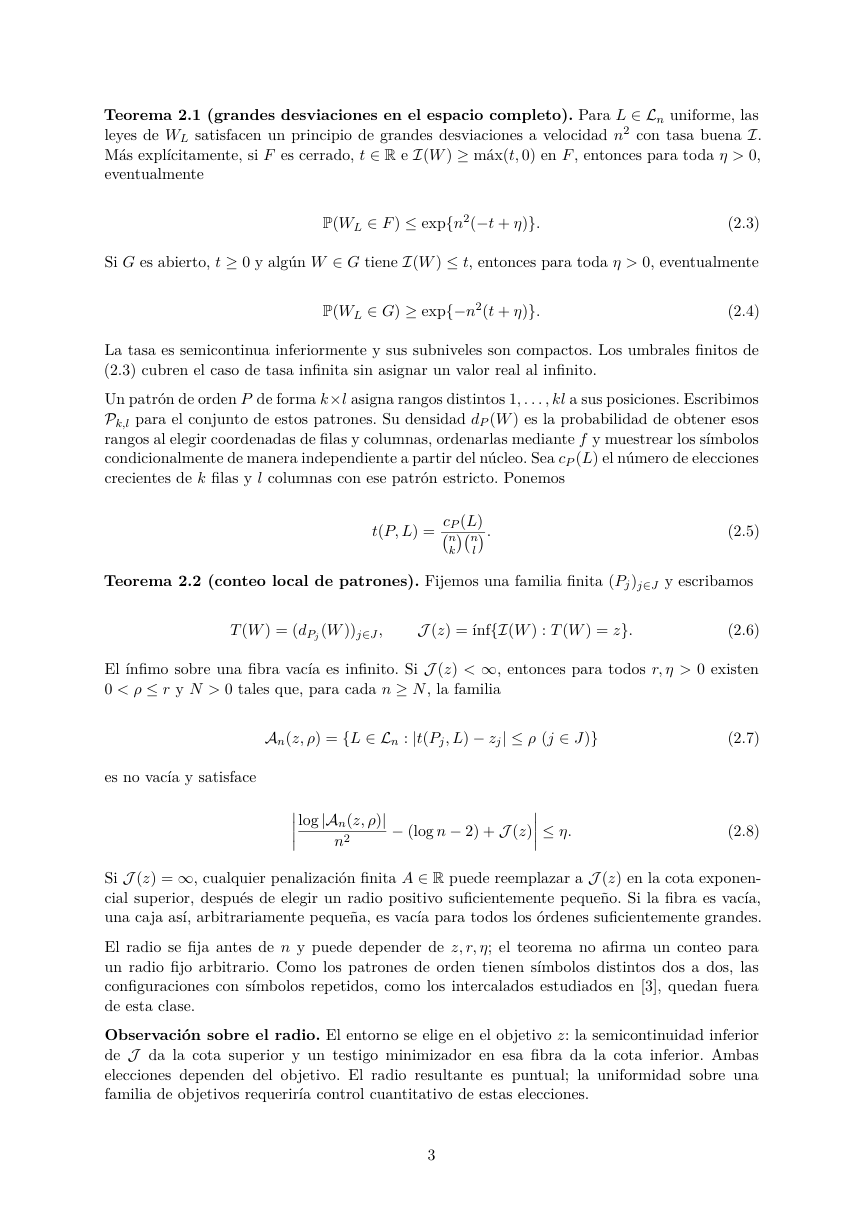 Teorema 2.1 (grandes desviaciones en el espacio completo). Para L ∈ ℒₙ uniforme, las
leyes de W_L satisfacen un principio de grandes desviaciones a velocidad n² con tasa buena ℐ.
Más explícitamente, si F es cerrado, t ∈ ℝ e ℐ(W) ≥ máx(t, 0) en F, entonces para toda η > 0,
eventualmente
ℙ(W_L ∈ F) ≤ exp{n²(−t + η)}. (2.3)
Si G es abierto, t ≥ 0 y algún W ∈ G tiene ℐ(W) ≤ t, entonces para toda η > 0, eventualmente
ℙ(W_L ∈ G) ≥ exp{−n²(t + η)}. (2.4)
La tasa es semicontinua inferiormente y sus subniveles son compactos. Los umbrales finitos de
(2.3) cubren el caso de tasa infinita sin asignar un valor real al infinito.
Un patrón de orden P de forma k×l asigna rangos distintos 1, . . . , kl a sus posiciones. Escribimos
𝒫_{k,l} para el conjunto de estos patrones. Su densidad d_P(W) es la probabilidad de obtener esos
rangos al elegir coordenadas de filas y columnas, ordenarlas mediante f y muestrear los símbolos
condicionalmente de manera independiente a partir del núcleo. Sea c_P(L) el número de elecciones
crecientes de k filas y l columnas con ese patrón estricto. Ponemos
t(P, L) = \frac{c_P(L)}{\binom{n}{k}\binom{n}{l}}. (2.5)
Teorema 2.2 (conteo local de patrones). Fijemos una familia finita (P_j)_{j∈J} y escribamos
T(W) = (d_{P_j}(W))_{j∈J}, 𝒥(z) = ínf{ℐ(W) : T(W) = z}. (2.6)
El ínfimo sobre una fibra vacía es infinito. Si 𝒥(z) < ∞, entonces para todos r, η > 0 existen
0 < ρ ≤ r y N > 0 tales que, para cada n ≥ N, la familia
𝒜ₙ(z, ρ) = {L ∈ ℒₙ : |t(P_j, L) − z_j| ≤ ρ (j ∈ J)} (2.7)
es no vacía y satisface
\left| \frac{log |𝒜ₙ(z, ρ)|}{n²} − (log n − 2) + 𝒥(z) \right| ≤ η. (2.8)
Si 𝒥(z) = ∞, cualquier penalización finita A ∈ ℝ puede reemplazar a 𝒥(z) en la cota exponen-
cial superior, después de elegir un radio positivo suficientemente pequeño. Si la fibra es vacía,
una caja así, arbitrariamente pequeña, es vacía para todos los órdenes suficientemente grandes.
El radio se fija antes de n y puede depender de z, r, η; el teorema no afirma un conteo para
un radio fijo arbitrario. Como los patrones de orden tienen símbolos distintos dos a dos, las
configuraciones con símbolos repetidos, como los intercalados estudiados en [3], quedan fuera
de esta clase.
Observación sobre el radio. El entorno se elige en el objetivo z: la semicontinuidad inferior
de 𝒥 da la cota superior y un testigo minimizador en esa fibra da la cota inferior. Ambas
elecciones dependen del objetivo. El radio resultante es puntual; la uniformidad sobre una
familia de objetivos requeriría control cuantitativo de estas elecciones.
3